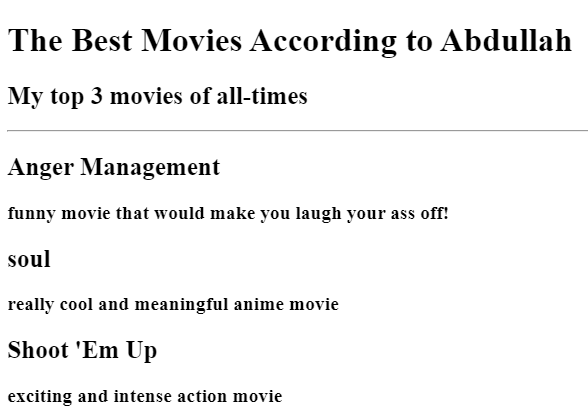 The Best Movies According to Abdullah
My top 3 movies of all-times
Anger Management
funny movie that would make you laugh your ass off!
soul
really cool and meaningful anime movie
Shoot 'Em Up
exciting and intense action movie